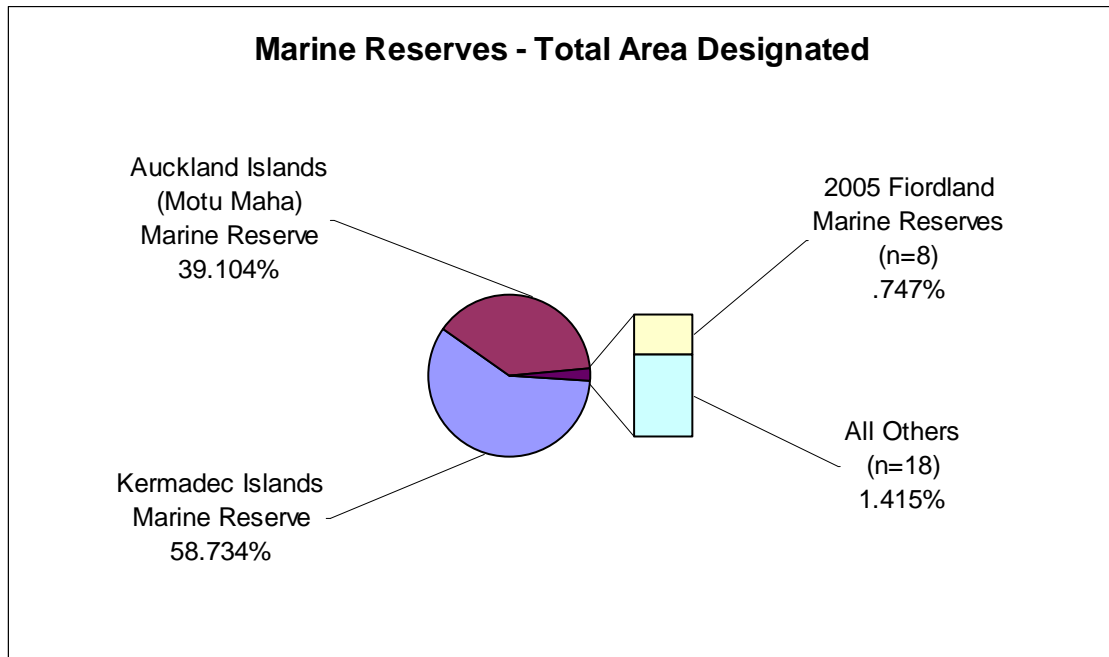 Marine Reserves - Total Area Designated
Auckland Islands
(Motu Maha)
Marine Reserve
39.104%
2005 Fiordland
Marine Reserves
(n=8)
.747%
Kermadec Islands
Marine Reserve
58.734%
All Others
(n=18)
1.415%